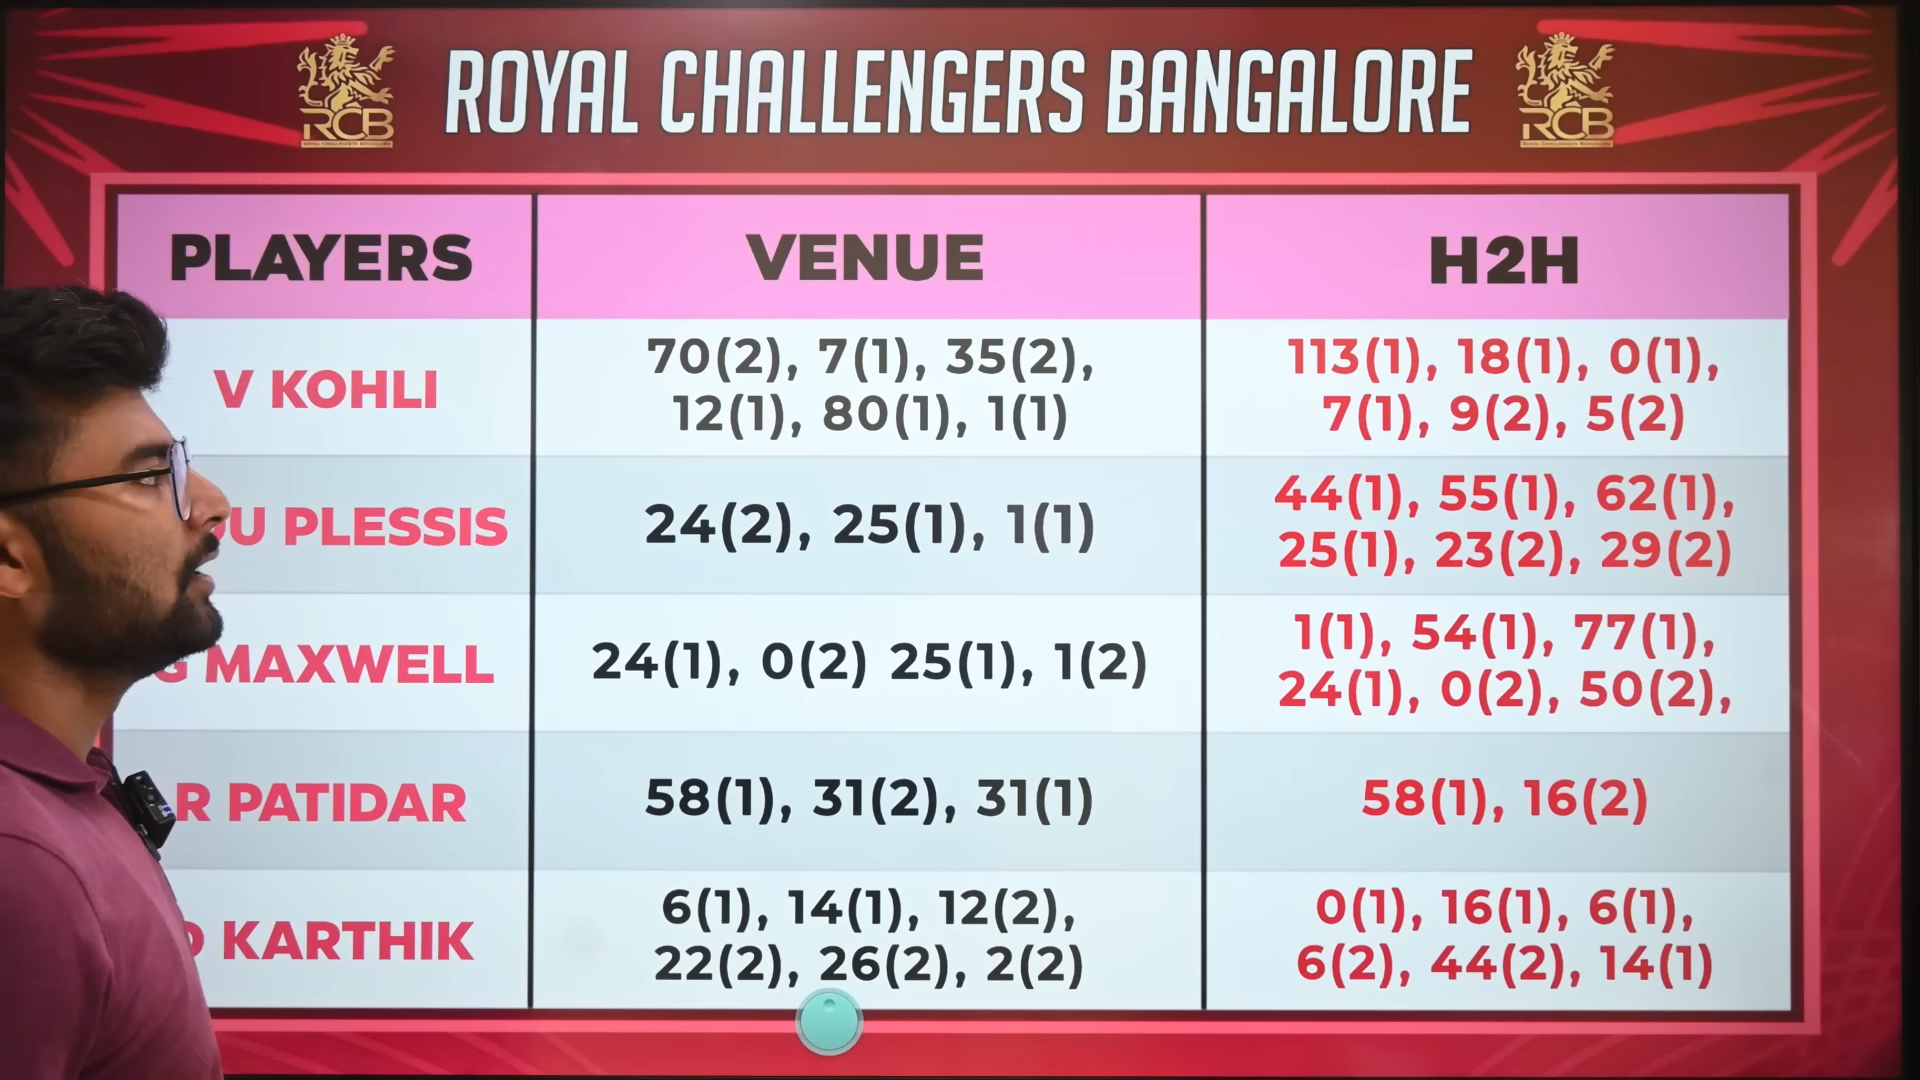 ROYAL CHALLENGERS BANGALORE
RCB
RCB
PLAYERS VENUE H2H
V KOHLI
70(2), 7(1), 35(2),
12(1), 80(1), 1(1)
113(1), 18(1), 0(1),
7(1), 9(2), 5(2)
DU PLESSIS
24(2), 25(1), 1(1)
44(1), 55(1), 62(1),
25(1), 23(2), 29(2)
G MAXWELL
24(1), 0(2) 25(1), 1(2)
1(1), 54(1), 77(1),
24(1), 0(2), 50(2),
R PATIDAR
58(1), 31(2), 31(1)
58(1), 16(2)
D KARTHIK
6(1), 14(1), 12(2),
22(2), 26(2), 2(2)
0(1), 16(1), 6(1),
6(2), 44(2), 14(1)